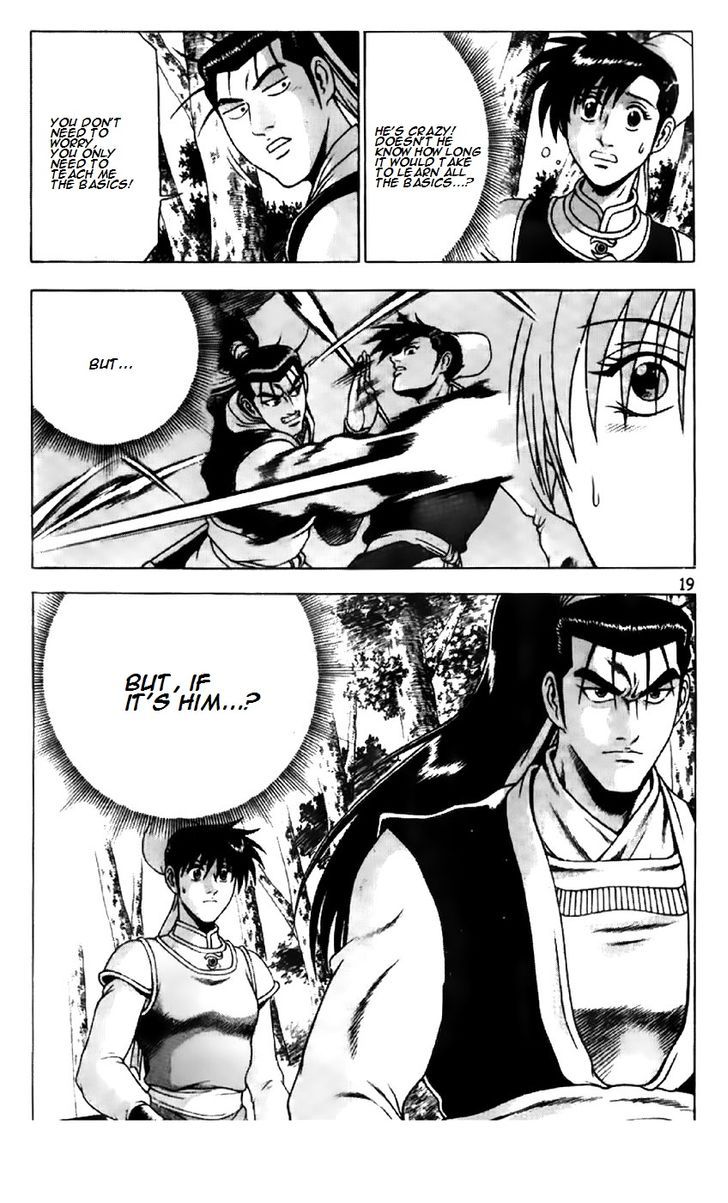 HE'S CRAZY!
DOESN'T HE
KNOW HOW LONG
IT WOULD TAKE
TO LEARN ALL
THE BASICS...?
YOU DON'T
NEED TO
WORRY,
YOU ONLY
NEED TO
TEACH ME
THE BASICS!
BUT...
19
BUT, IF
IT'S HIM...?